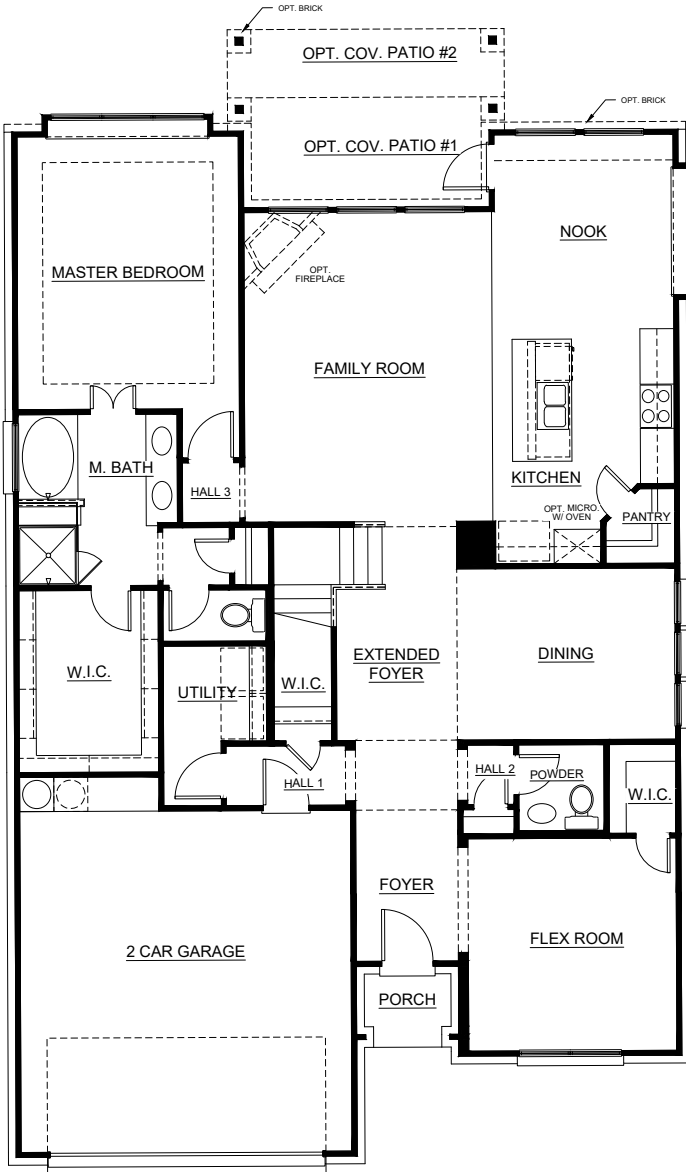 OPT. BRICK
OPT. COV. PATIO #2
OPT. BRICK
OPT. COV. PATIO #1
NOOK
MASTER BEDROOM
OPT.
FIREPLACE
FAMILY ROOM
M. BATH
KITCHEN
HALL 3
OPT. MICRO.
W/ OVEN
PANTRY
EXTENDED
FOYER
DINING
W.I.C.
UTILITY
W.I.C.
HALL 1
HALL 2
POWDER
W.I.C.
FOYER
FLEX ROOM
2 CAR GARAGE
PORCH